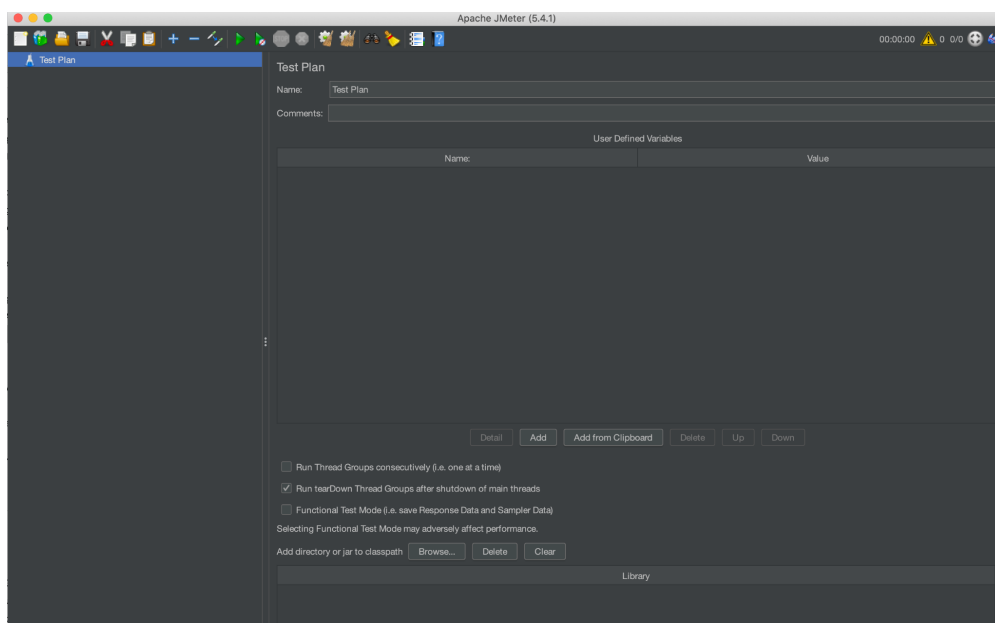 Apache JMeter (5.4.1)
00:00:00 0 0/0
Test Plan
Test Plan
Name: Test Plan
Comments:
User Defined Variables
Name: Value
Detail Add Add from Clipboard Delete Up Down
Run Thread Groups consecutively (i.e. one at a time)
Run tearDown Thread Groups after shutdown of main threads
Functional Test Mode (i.e. save Response Data and Sampler Data)
Selecting Functional Test Mode may adversely affect performance.
Add directory or jar to classpath Browse... Delete Clear
Library